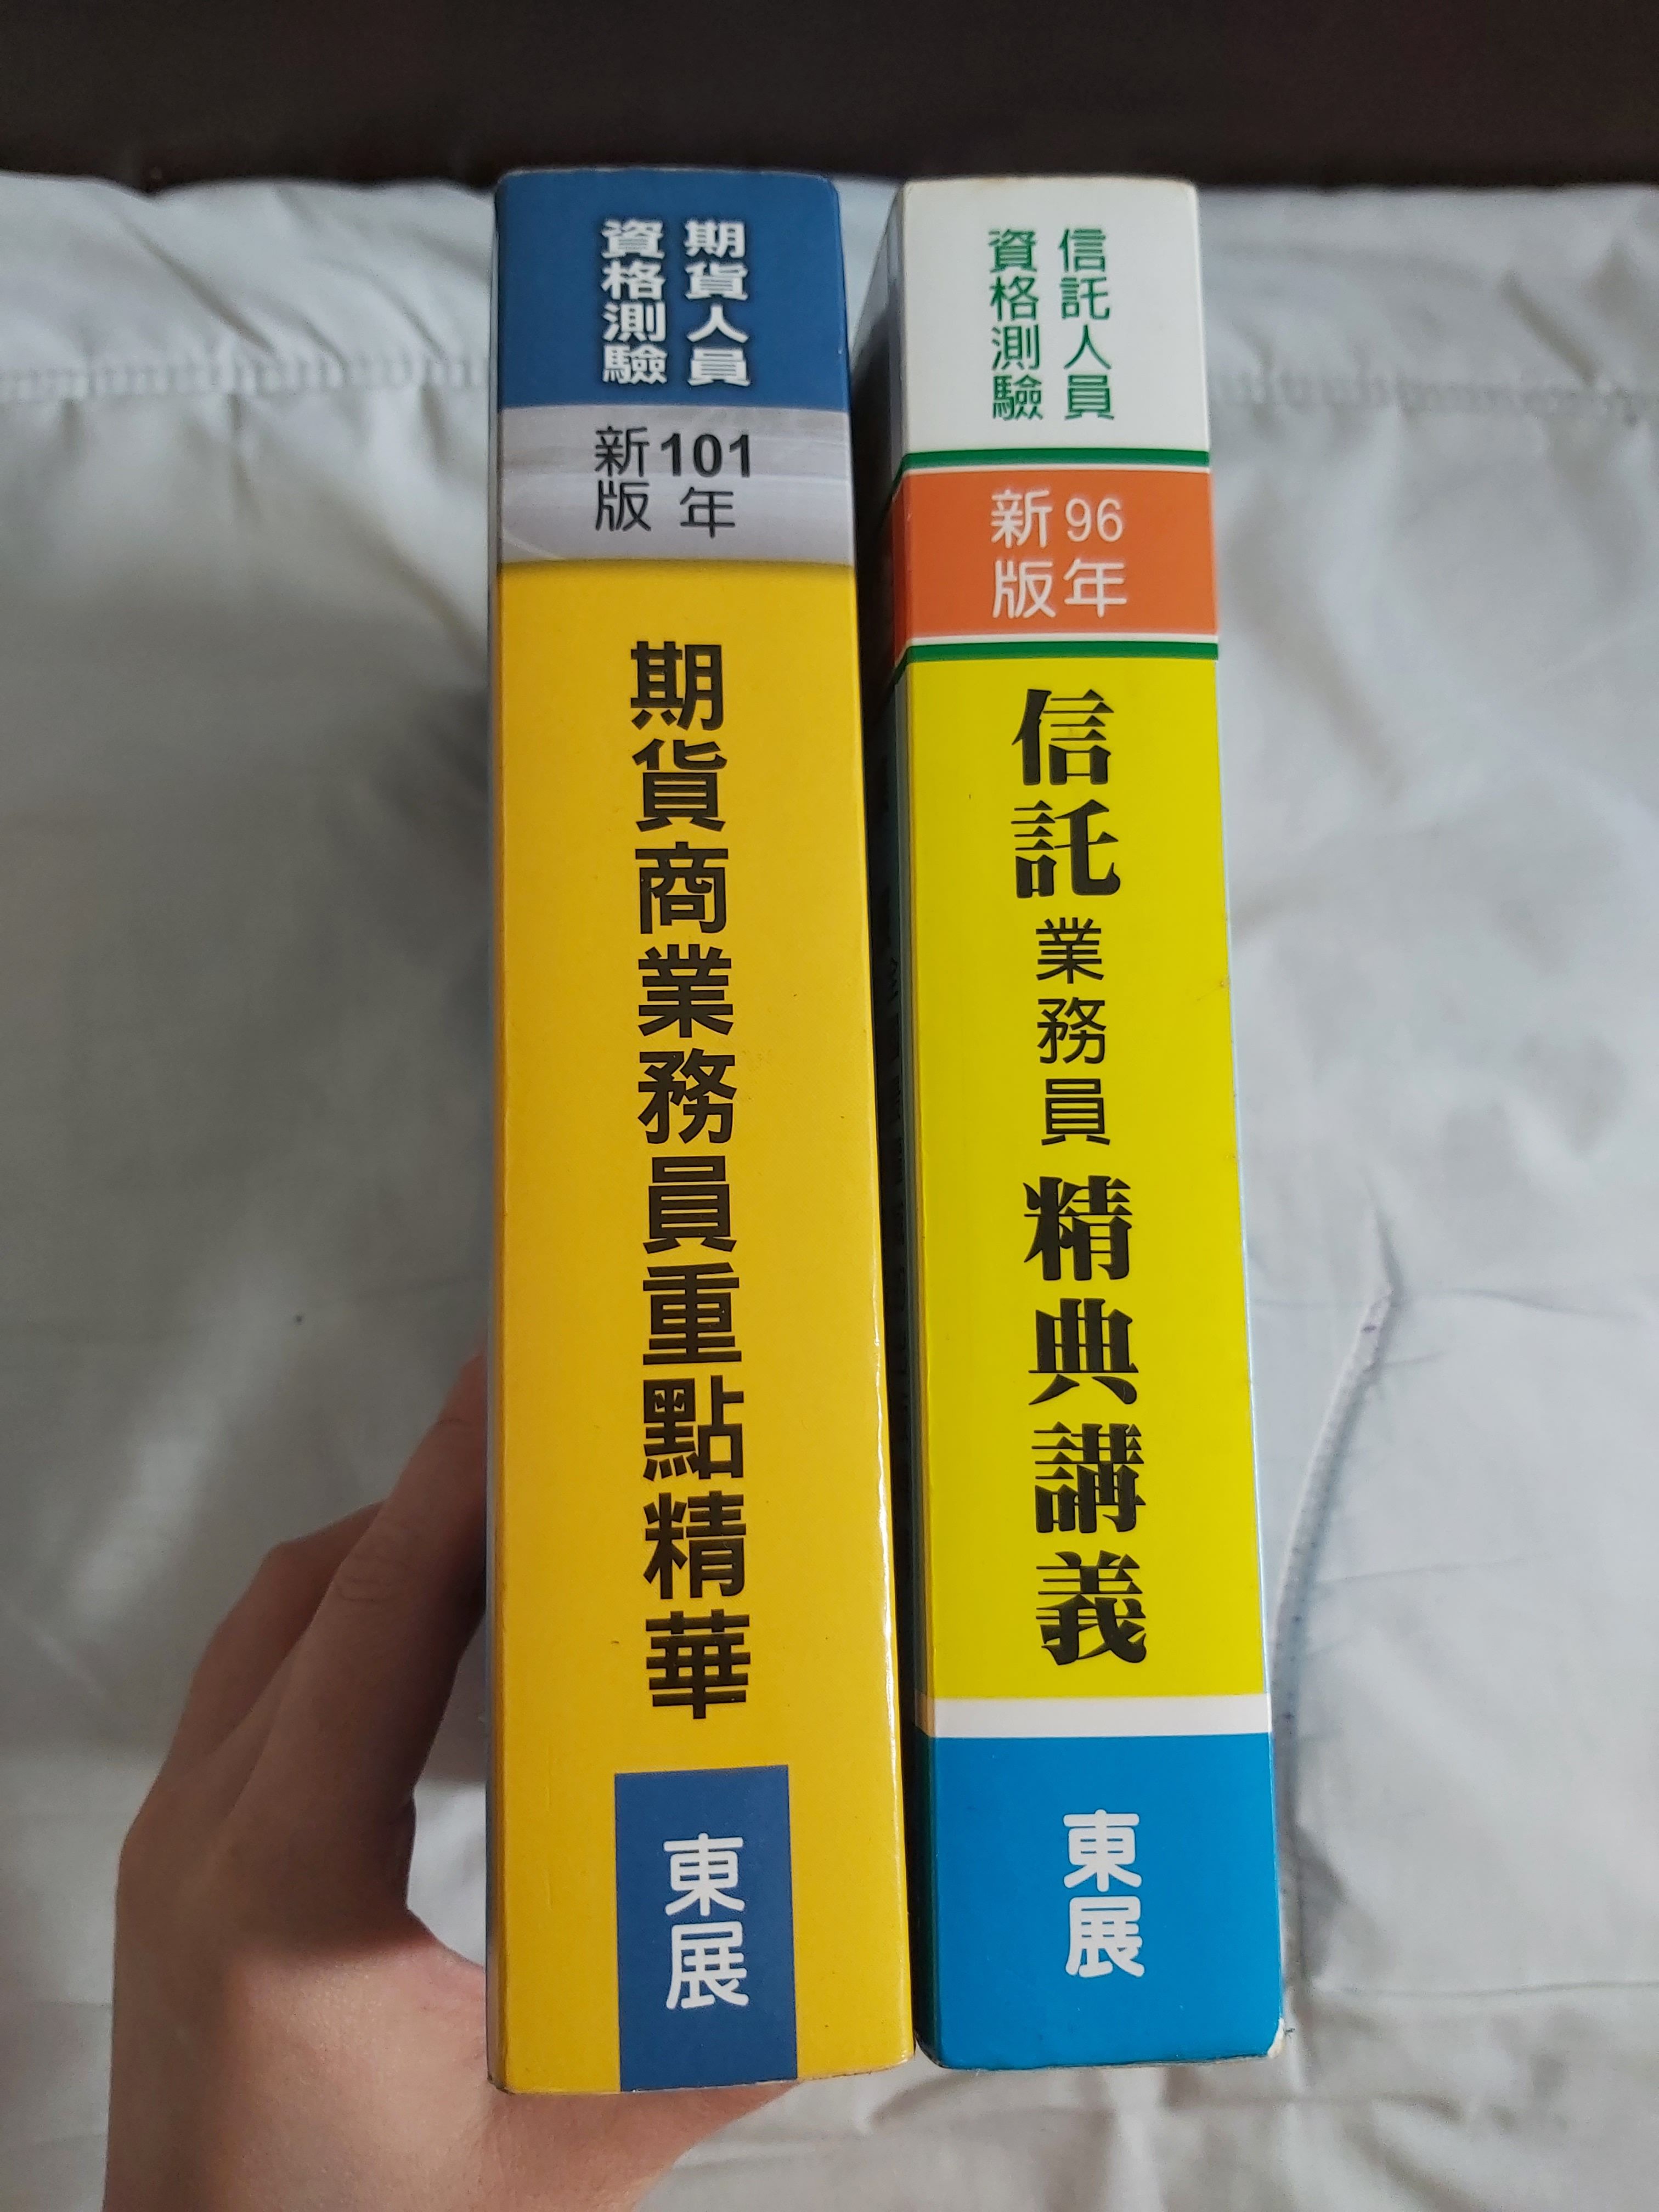 期貨人員
資格測驗
101年
新版
期貨商業務員重點精華
東展
信託人員
資格測驗
96年
新版
信託業務員精典講義
東展